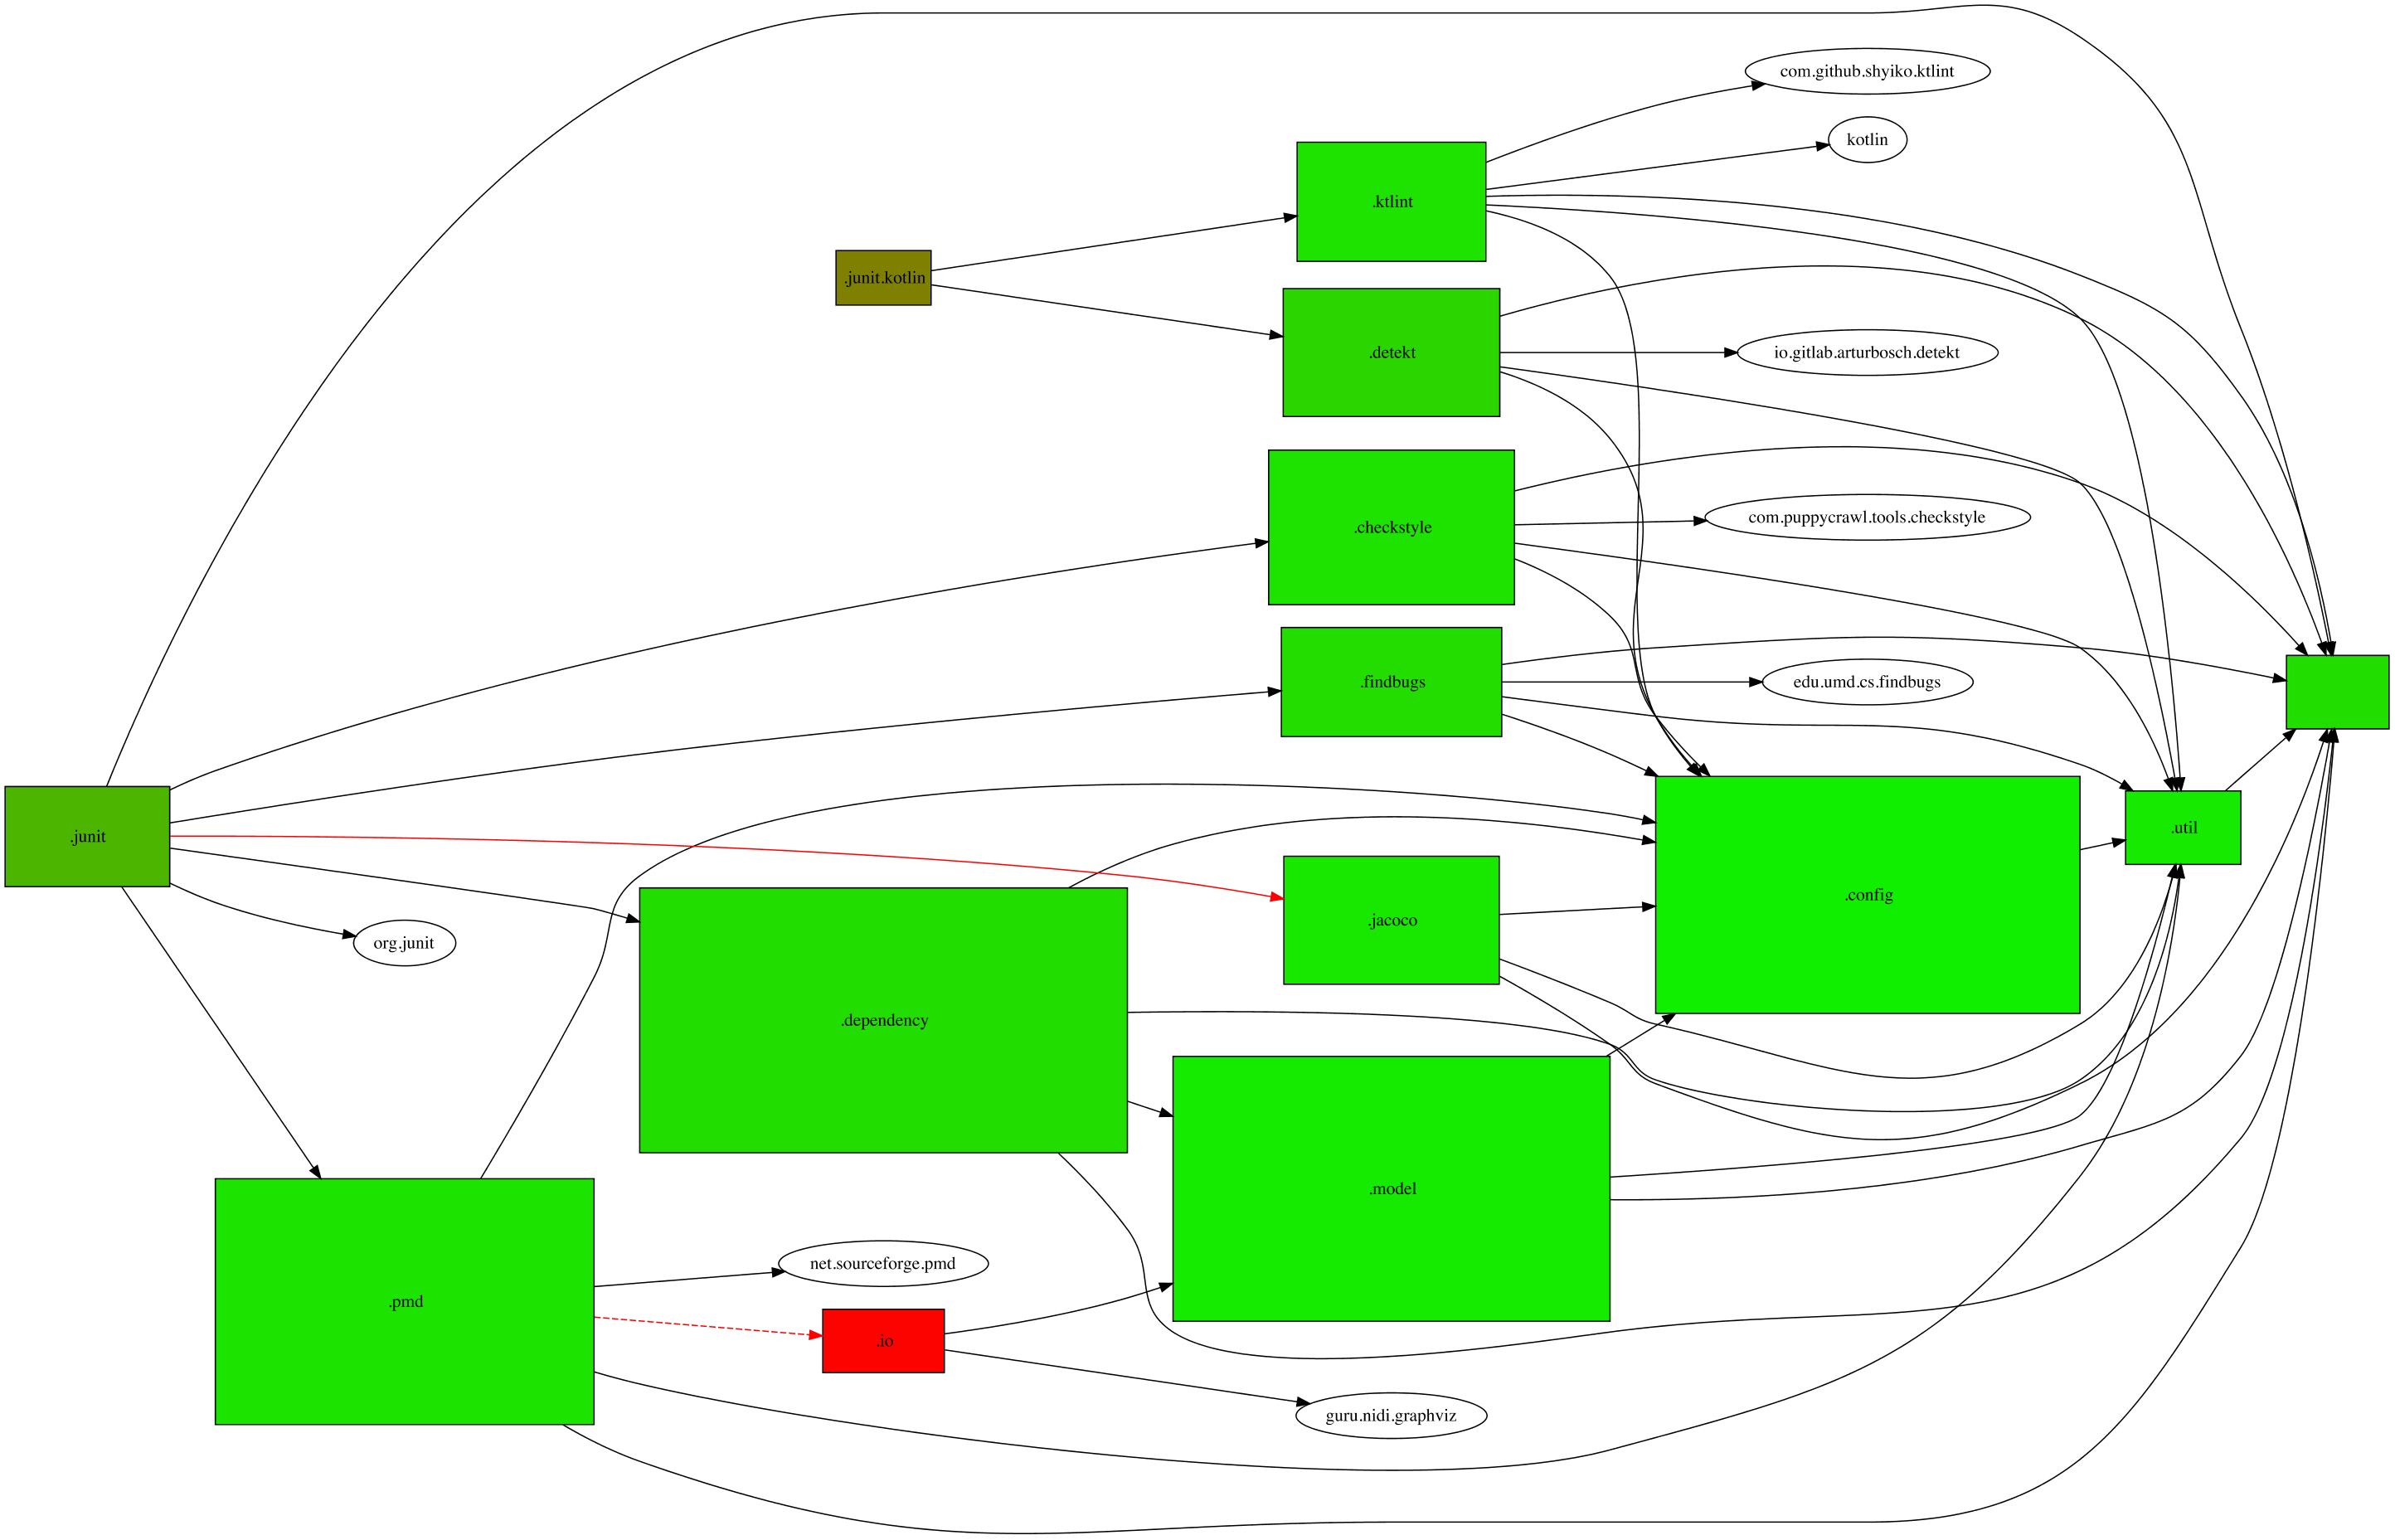 com.github.shyiko.ktlint
kotlin
.ktlint
.junit.kotlin
.detekt
io.gitlab.arturbosch.detekt
.checkstyle
com.puppycrawl.tools.checkstyle
.findbugs
edu.umd.cs.findbugs
.junit
.util
.config
.jacoco
org.junit
.dependency
.model
net.sourceforge.pmd
.pmd
.io
guru.nidi.graphviz